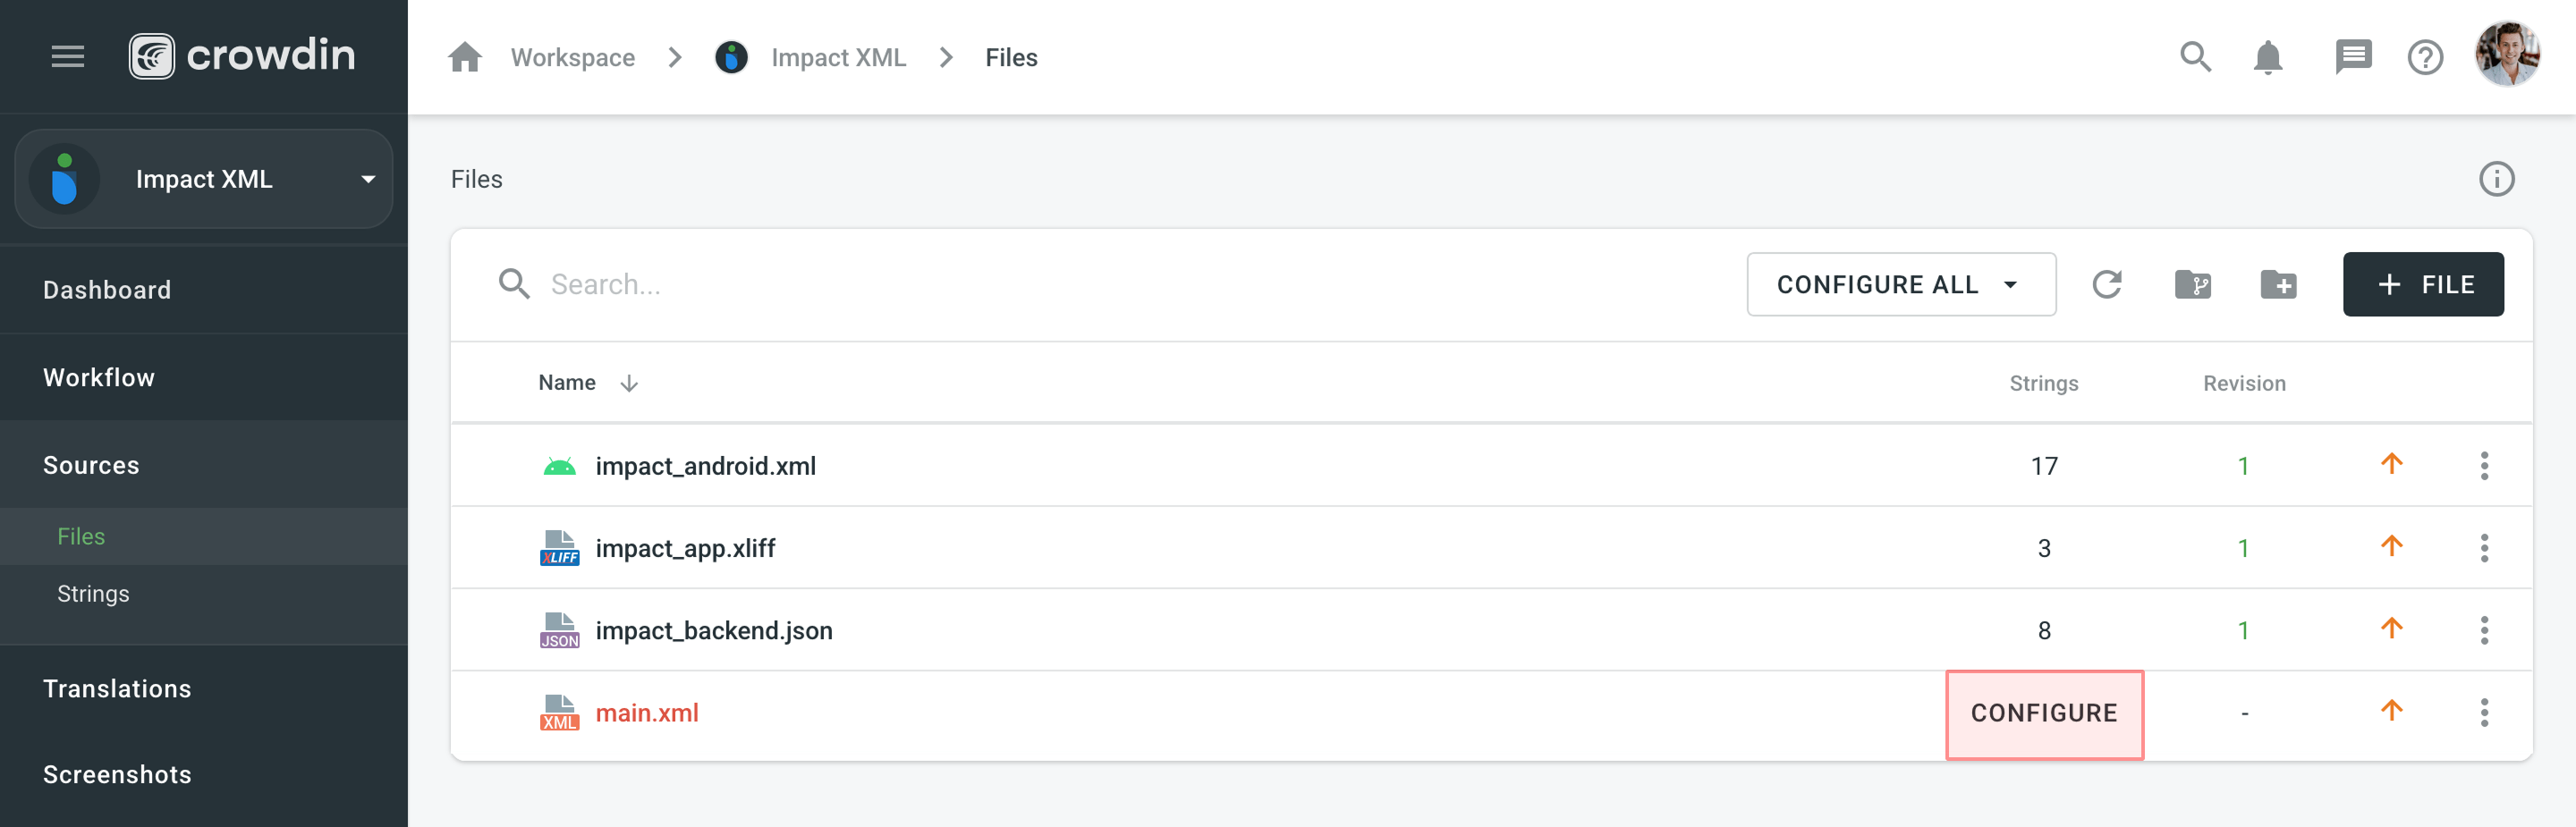 crowdin
Workspace
Impact XML
Files
Impact XML
Dashboard
Workflow
Sources
Files
Strings
Translations
Screenshots
Files
Search...
CONFIGURE ALL
+ FILE
Name
Strings
Revision
impact_android.xml
17
1
XLIFF
impact_app.xliff
3
1
JSON
impact_backend.json
8
1
XML
main.xml
CONFIGURE
-